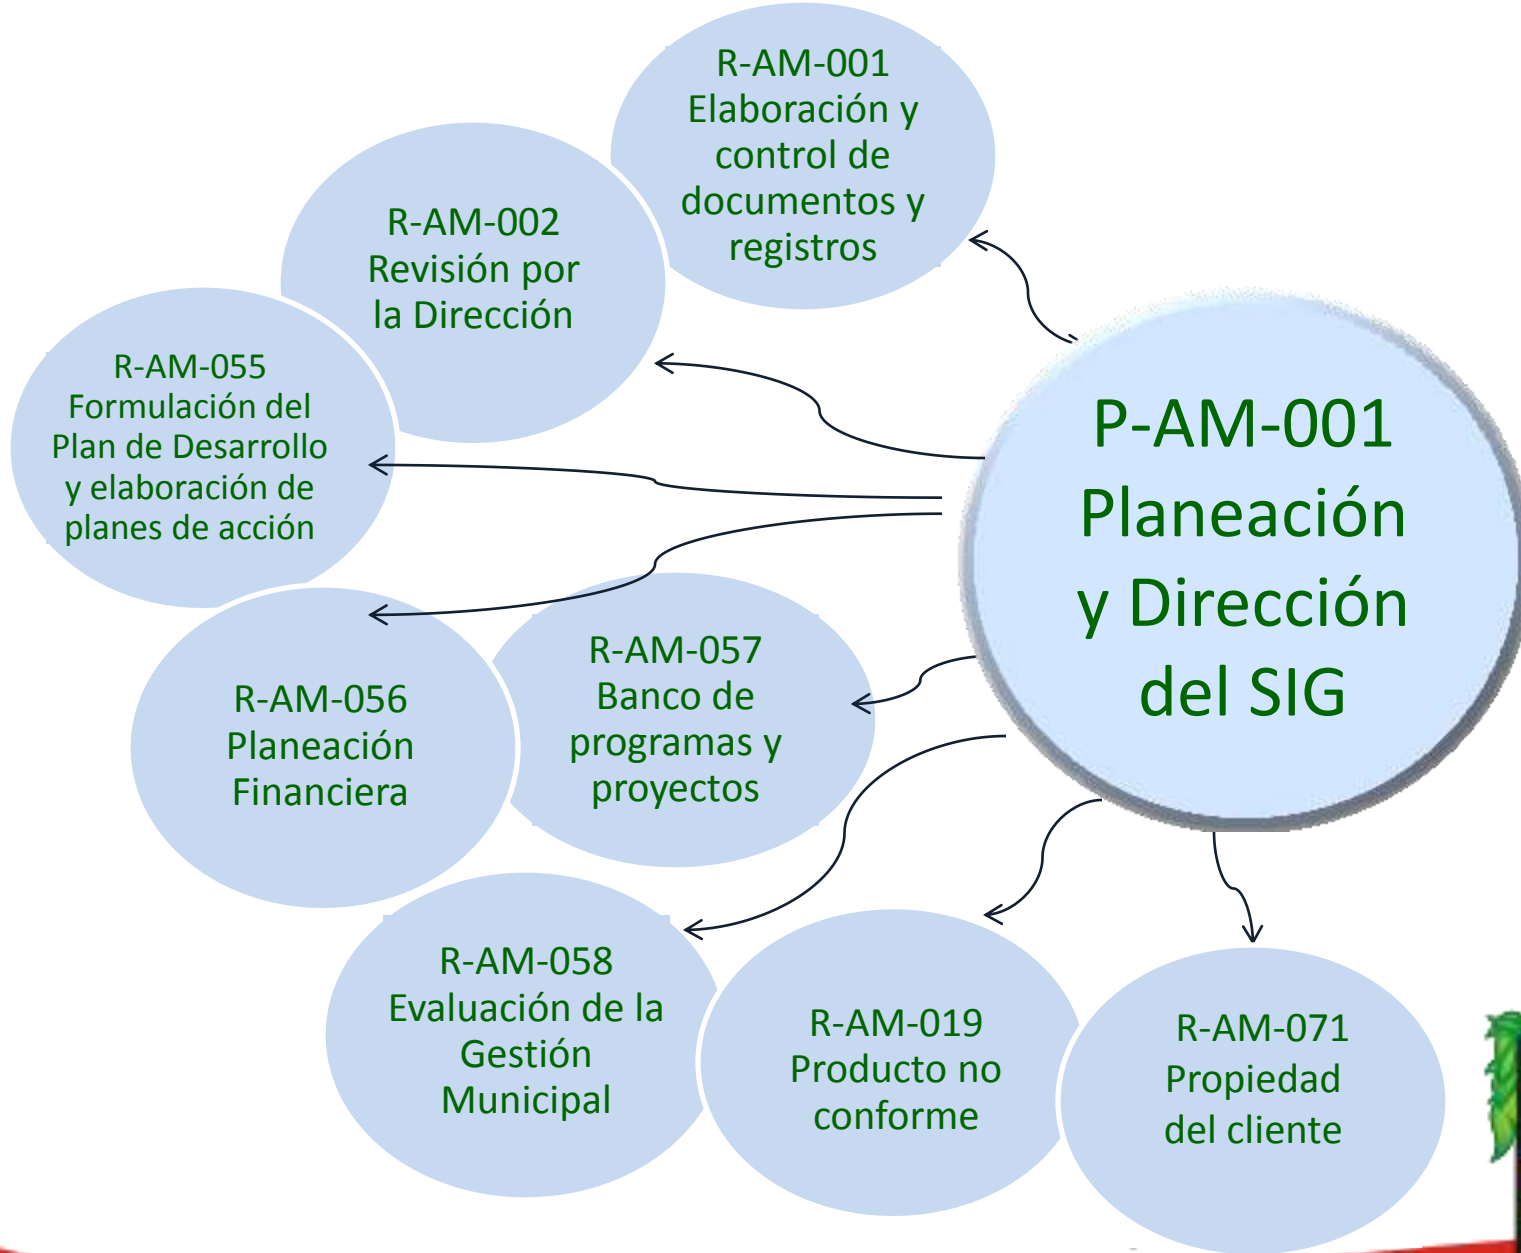 R-AM-001
Elaboración y
control de
documentos y
registros
R-AM-002
Revisión por
la Dirección
R-AM-055
Formulación del
Plan de Desarrollo
y elaboración de
planes de acción
P-AM-001
Planeación
y Dirección
del SIG
R-AM-056
Planeación
Financiera
R-AM-057
Banco de
programas y
proyectos
R-AM-058
Evaluación de la
Gestión
Municipal
R-AM-019
Producto no
conforme
R-AM-071
Propiedad
del cliente